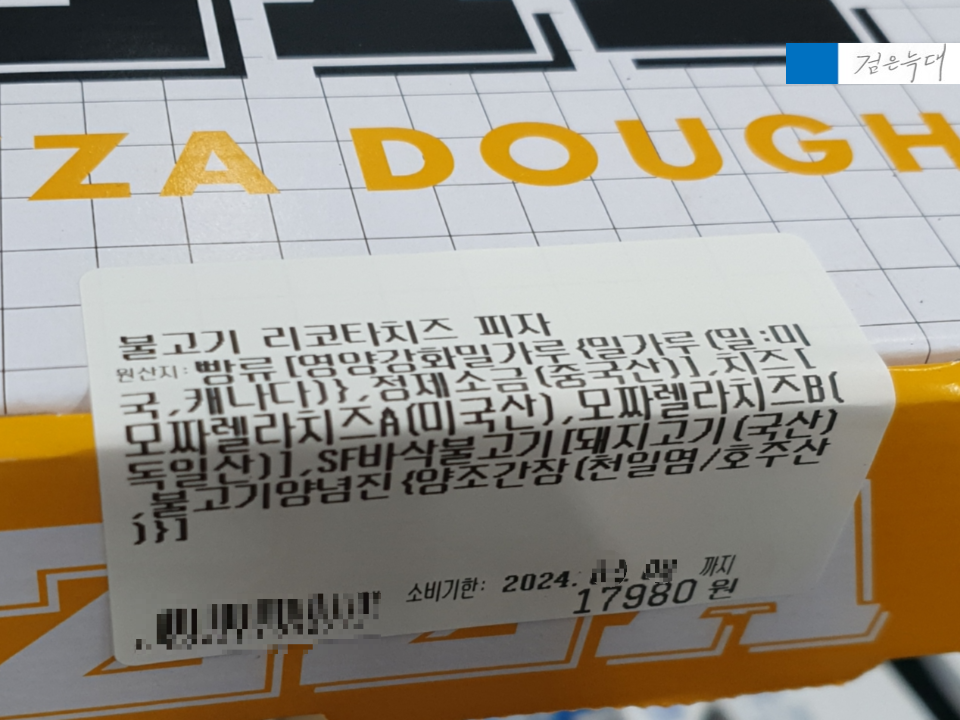 검은늑대
ZA DOUGH
불고기 리코타치즈 피자
원산지: 빵류[영양강화밀가루{밀가루(밀:미
국,캐나다)},정제소금(중국산)],치즈[
모짜렐라치즈A(미국산),모짜렐라치즈B(
독일산)],SF바삭불고기[돼지고기(국산)
,불고기양념진{양조간장(천일염/호주산
)}]
소비기한: 2024. 까지
17980 원